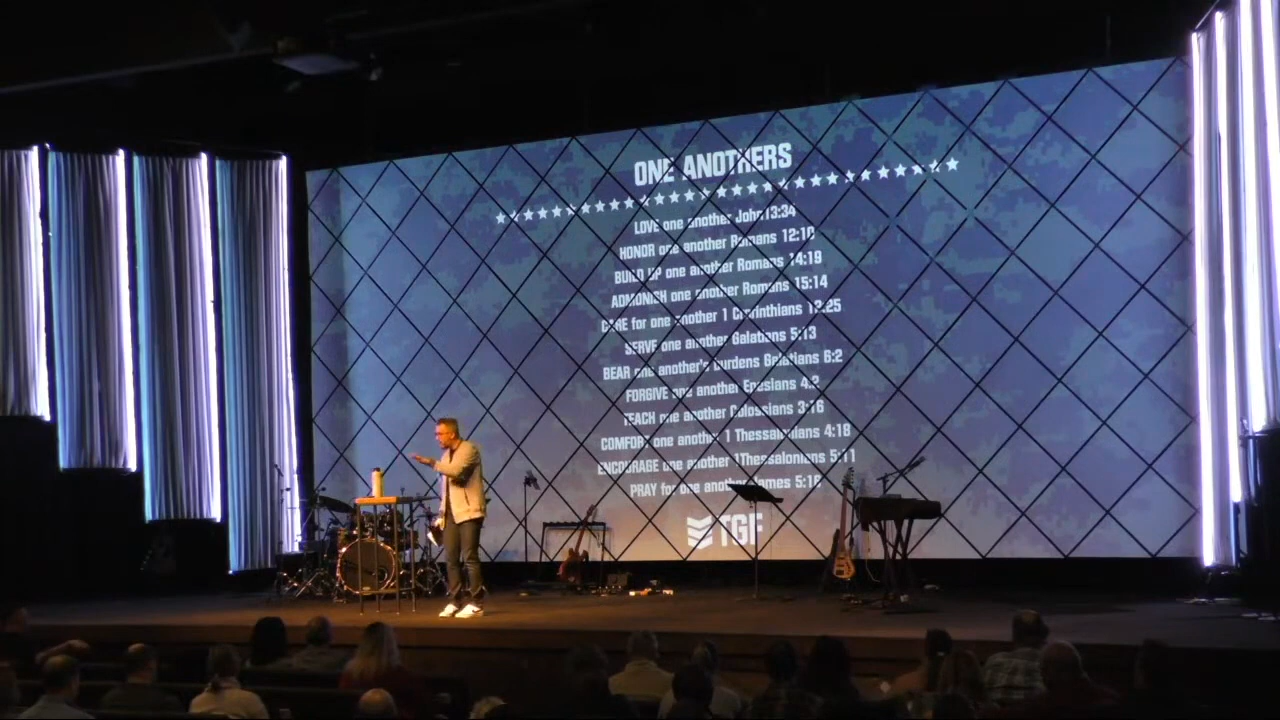 ONE ANOTHERS
LOVE one another John 13:34
HONOR one another Romans 12:10
BUILD UP one another Romans 14:19
ADMONISH one another Romans 15:14
CARE for one another 1 Corinthians 12:25
SERVE one another Galatians 5:13
BEAR one another's burdens Galatians 6:2
FORGIVE one another Ephesians 4:2
TEACH one another Colossians 3:16
COMFORT one another 1 Thessalonians 4:18
ENCOURAGE one another 1Thessalonians 5:11
PRAY for one another James 5:16
TGF